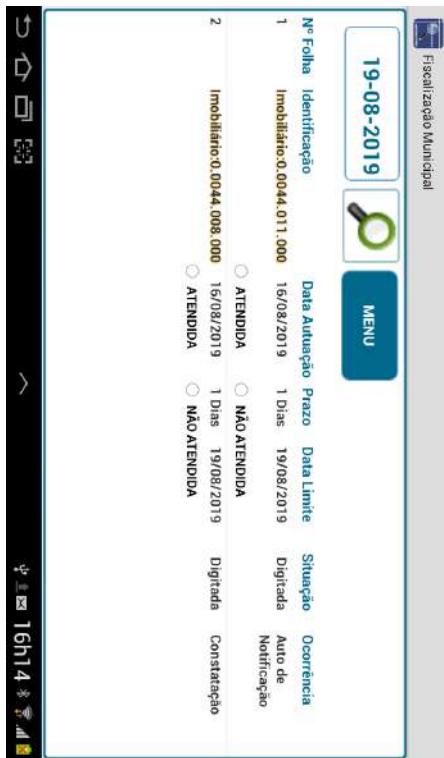 Fiscalização Municipal
19-08-2019
MENU
Nº Folha Identificação Data Autuação Prazo Data Limite Situação Ocorrência
1 Imobiliário:0.0044.011.000 16/08/2019 1 Dias 19/08/2019 Digitada Auto de
Notificação
ATENDIDA NÃO ATENDIDA
2 Imobiliário:0.0044.008.000 16/08/2019 1 Dias 19/08/2019 Digitada Constatação
ATENDIDA NÃO ATENDIDA
16h14